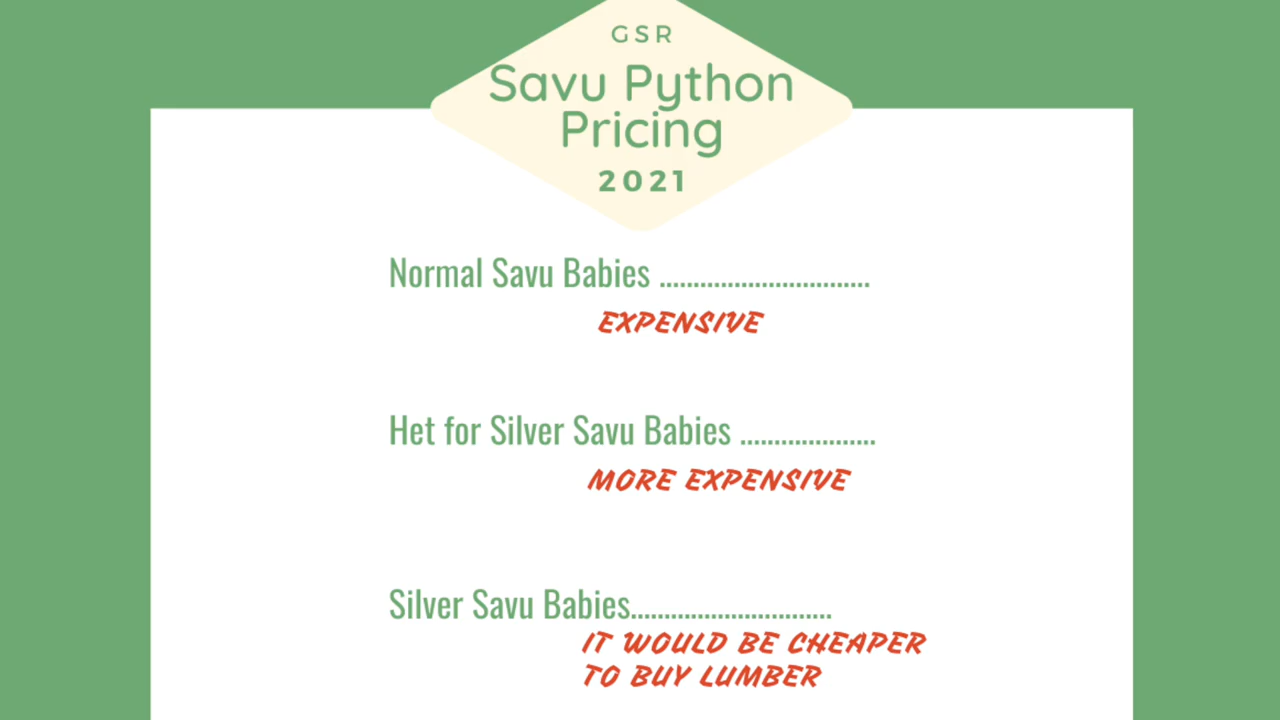 GSR
Savu Python
Pricing
2021
Normal Savu Babies ...............................
EXPENSIVE
Het for Silver Savu Babies ....................
MORE EXPENSIVE
Silver Savu Babies..............................
IT WOULD BE CHEAPER
TO BUY LUMBER